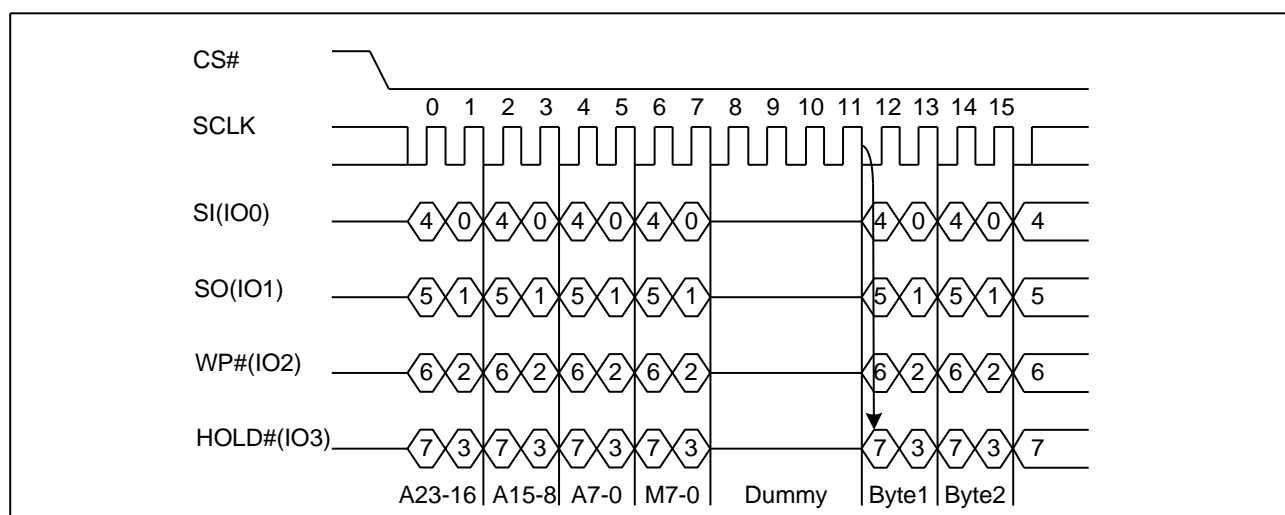 CS#
0 1 2 3 4 5 6 7 8 9 10 11 12 13 14 15
SCLK
SI(IO0) 4 0 4 0 4 0 4 0 4 0 4 0 4
SO(IO1) 5 1 5 1 5 1 5 1 5 1 5 1 5
WP#(IO2) 6 2 6 2 6 2 6 2 6 2 6 2 6
HOLD#(IO3) 7 3 7 3 7 3 7 3 7 3 7 3 7
A23-16 A15-8 A7-0 M7-0 Dummy Byte1 Byte2